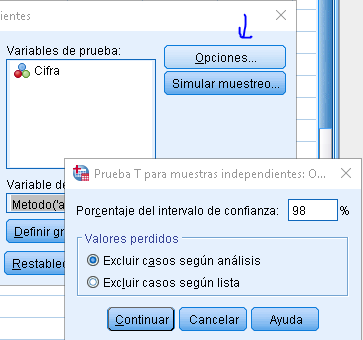 dientes
Variables de prueba:
Cifra
Opciones...
Simular muestreo...
Variable de
Metodo('a
Definir gr
Restablec
Prueba T para muestras independientes: O...
Porcentaje del intervalo de confianza: 98 %
Valores perdidos
Excluir casos según análisis
Excluir casos según lista
Continuar Cancelar Ayuda